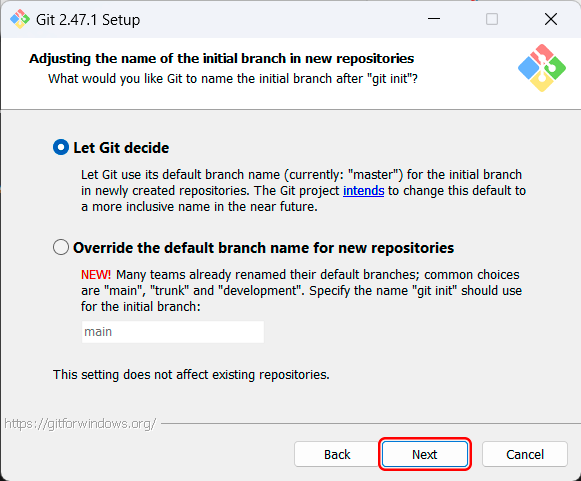 Git 2.47.1 Setup
Adjusting the name of the initial branch in new repositories
What would you like Git to name the initial branch after "git init"?
Let Git decide
Let Git use its default branch name (currently: "master") for the initial branch
in newly created repositories. The Git project intends to change this default to
a more inclusive name in the near future.
Override the default branch name for new repositories
NEW! Many teams already renamed their default branches; common choices
are "main", "trunk" and "development". Specify the name "git init" should use
for the initial branch:
main
This setting does not affect existing repositories.
https://gitforwindows.org/
Back Next Cancel